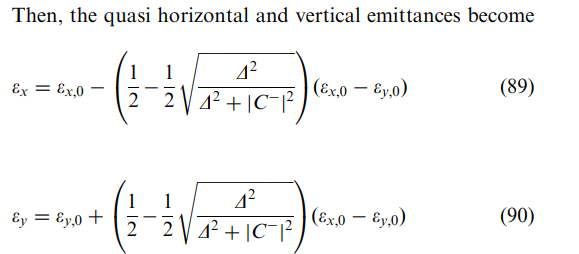 Then, the quasi horizontal and vertical emittances become
εx = εx,0 − (1/2 − 1/2 √(Δ²/(Δ² + |C⁻|²))) (εx,0 − εy,0) (89)
εy = εy,0 + (1/2 − 1/2 √(Δ²/(Δ² + |C⁻|²))) (εx,0 − εy,0) (90)